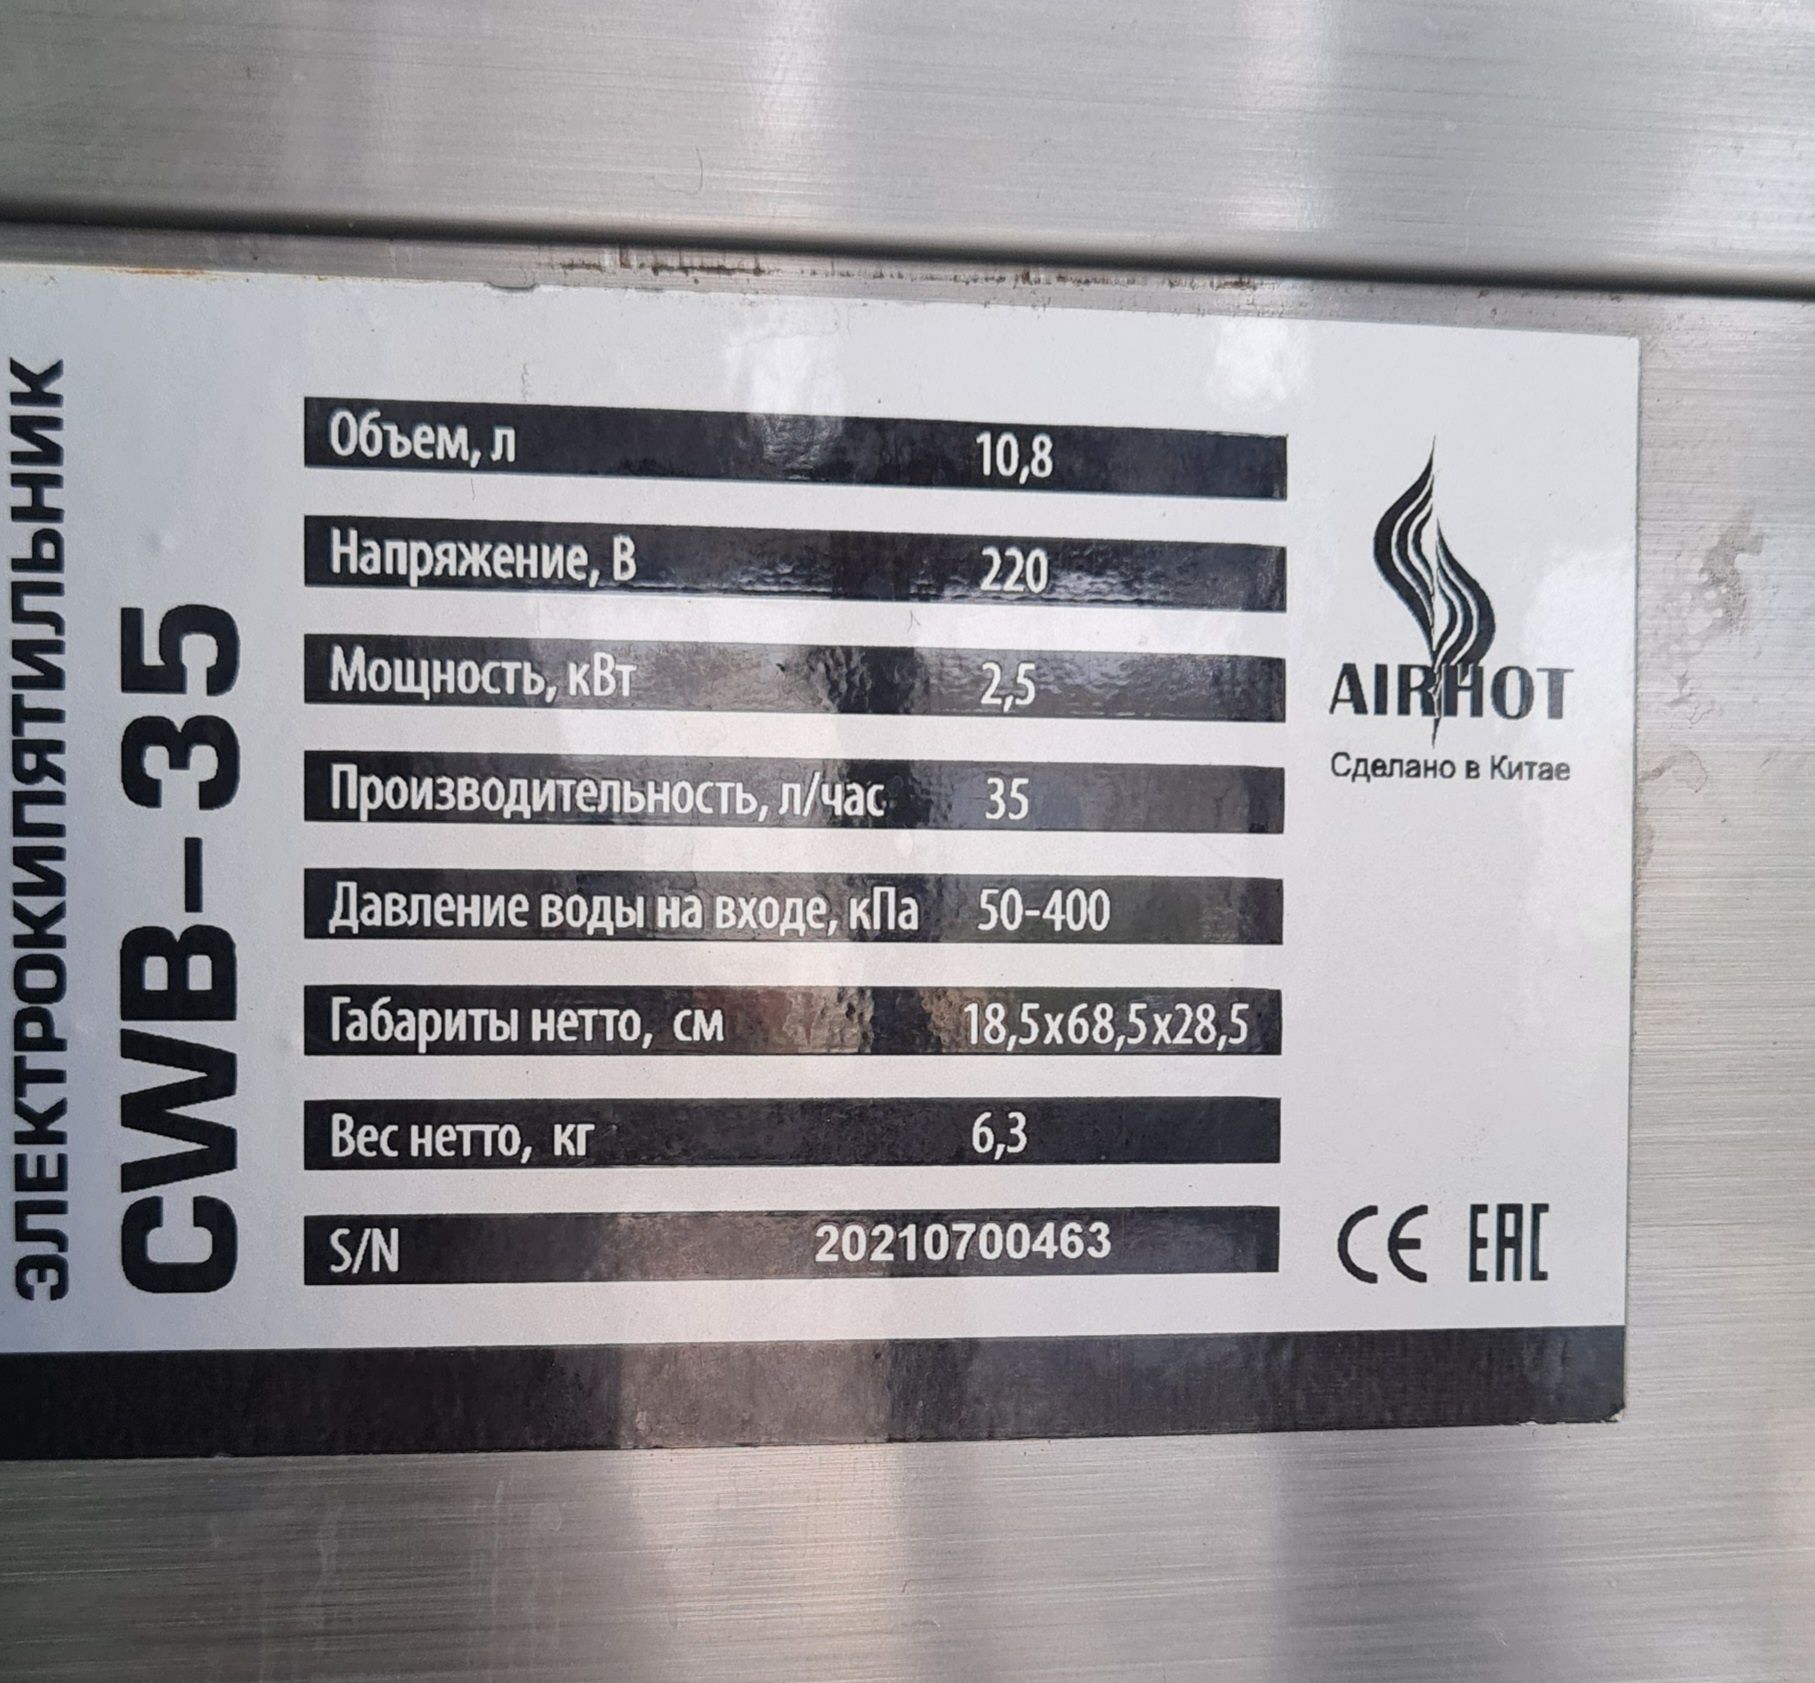 ЭЛЕКТРОКИПЯТИЛЬНИК
CWB-35
Объем, л 10,8
Напряжение, В 220
Мощность, кВт 2,5
Производительность, л/час 35
Давление воды на входе, кПа 50-400
Габариты нетто, см 18,5x68,5x28,5
Вес нетто, кг 6,3
S/N 20210700463
AIRHOT
Сделано в Китае
CE EAC